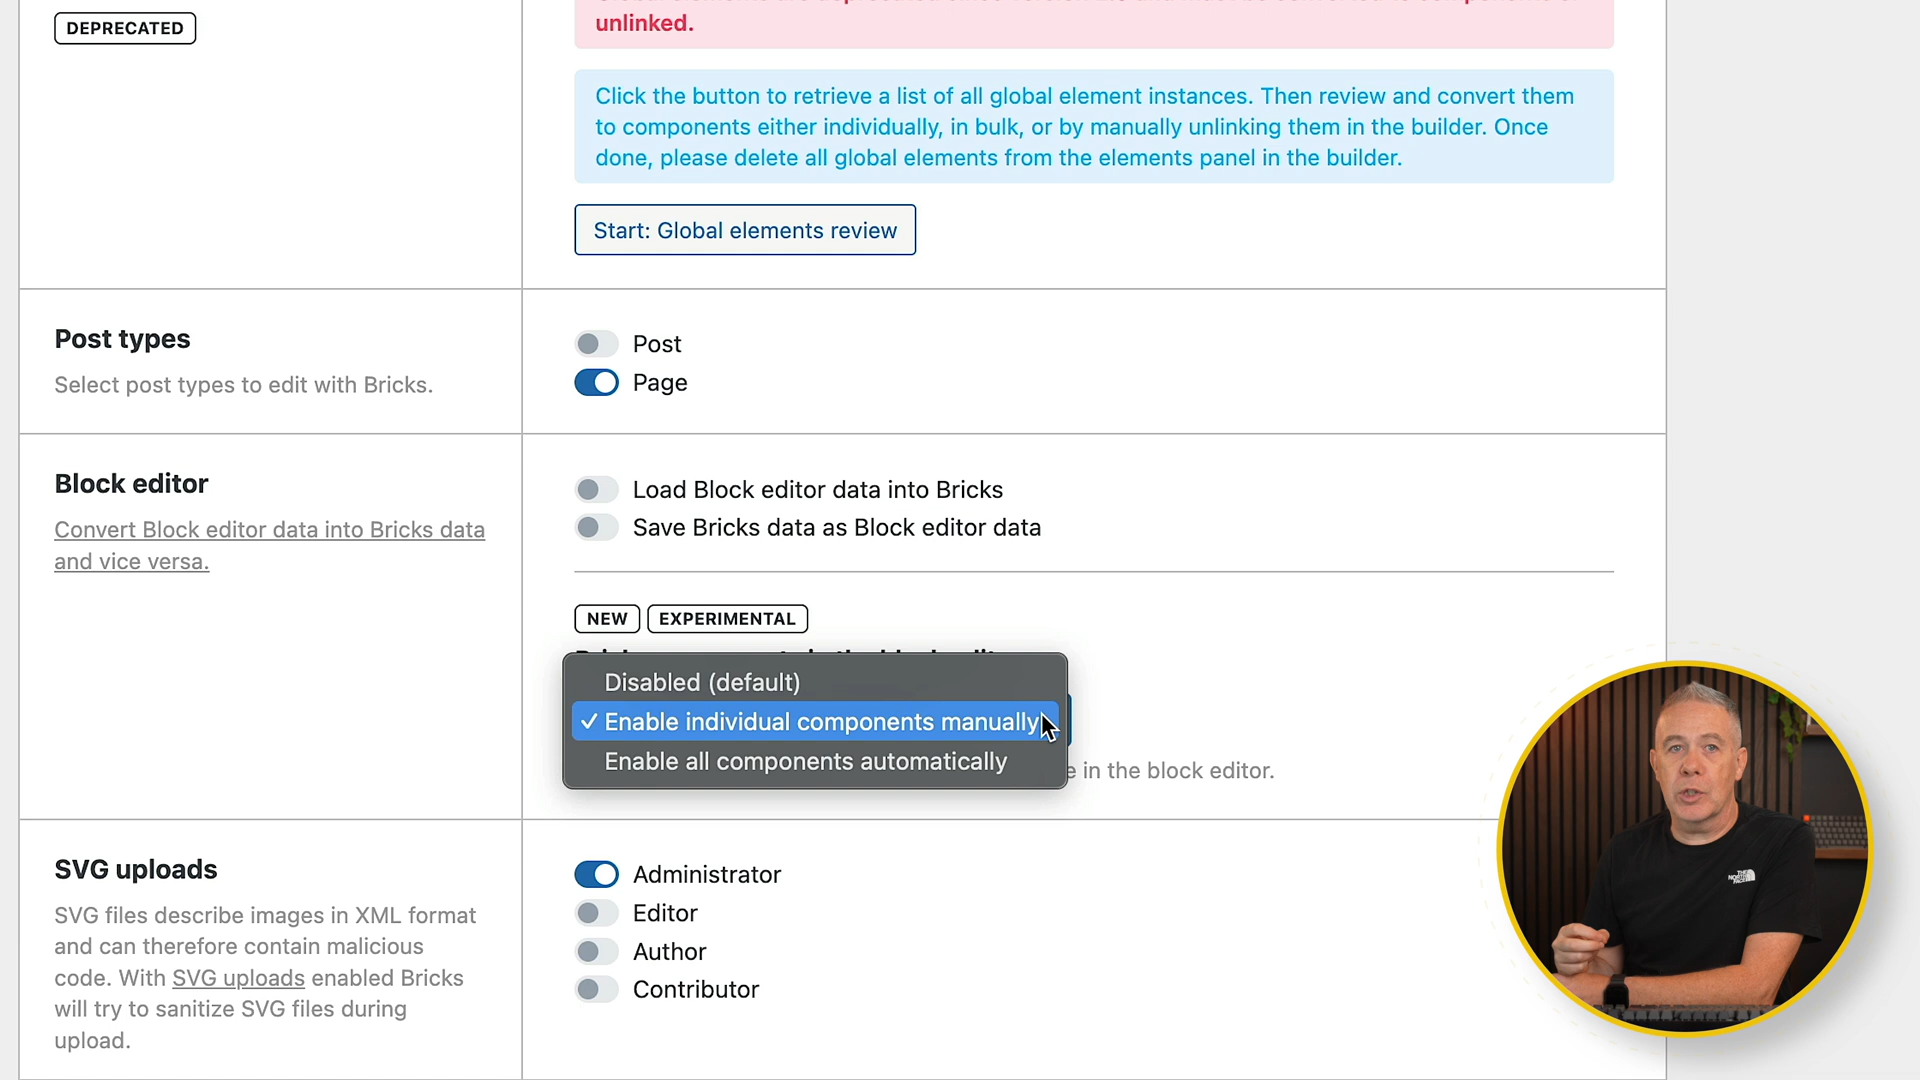 DEPRECATED
unlinked.
Click the button to retrieve a list of all global element instances. Then review and convert them
to components either individually, in bulk, or by manually unlinking them in the builder. Once
done, please delete all global elements from the elements panel in the builder.
Start: Global elements review
Post types
Select post types to edit with Bricks.
Post
Page
Block editor
Convert Block editor data into Bricks data
and vice versa.
Load Block editor data into Bricks
Save Bricks data as Block editor data
NEW EXPERIMENTAL
Disabled (default)
✓ Enable individual components manually
Enable all components automatically
in the block editor.
SVG uploads
SVG files describe images in XML format
and can therefore contain malicious
code. With SVG uploads enabled Bricks
will try to sanitize SVG files during
upload.
Administrator
Editor
Author
Contributor
THE
NORTH
FACE